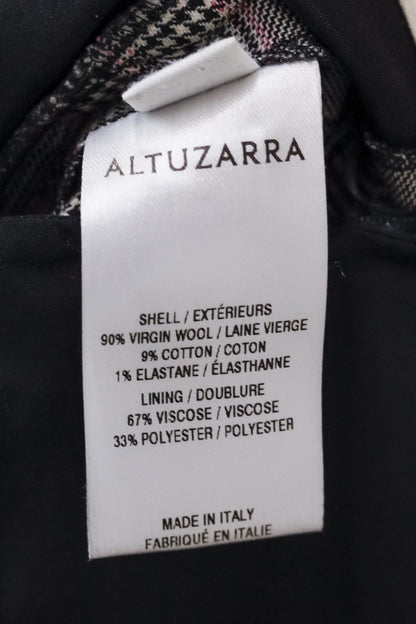 ALTUZARRA
SHELL / EXTÉRIEURS
90% VIRGIN WOOL / LAINE VIERGE
9% COTTON / COTON
1% ELASTANE / ÉLASTHANNE
LINING / DOUBLURE
67% VISCOSE / VISCOSE
33% POLYESTER / POLYESTER
MADE IN ITALY
FABRIQUÉ EN ITALIE